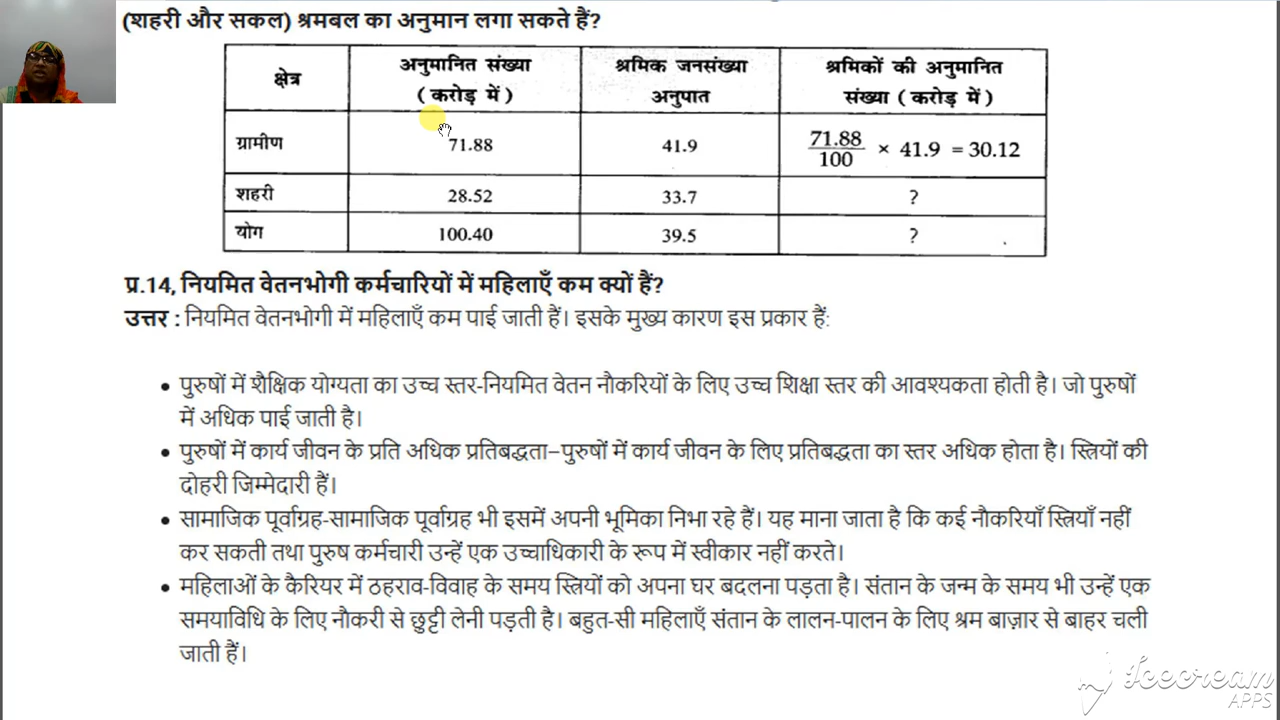 (शहरी और सकल) श्रमबल का अनुमान लगा सकते हैं?
क्षेत्र अनुमानित संख्या (करोड़ में) श्रमिक जनसंख्या अनुपात श्रमिकों की अनुमानित संख्या (करोड़ में)
ग्रामीण 71.88 41.9 71.88/100 × 41.9 = 30.12
शहरी 28.52 33.7 ?
योग 100.40 39.5 ?
प्र.14, नियमित वेतनभोगी कर्मचारियों में महिलाएँ कम क्यों हैं?
उत्तर : नियमित वेतनभोगी में महिलाएँ कम पाई जाती हैं। इसके मुख्य कारण इस प्रकार हैं:
• पुरुषों में शैक्षिक योग्यता का उच्च स्तर-नियमित वेतन नौकरियों के लिए उच्च शिक्षा स्तर की आवश्यकता होती है। जो पुरुषों
में अधिक पाई जाती है।
• पुरुषों में कार्य जीवन के प्रति अधिक प्रतिबद्धता–पुरुषों में कार्य जीवन के लिए प्रतिबद्धता का स्तर अधिक होता है। स्त्रियों की
दोहरी जिम्मेदारी हैं।
• सामाजिक पूर्वाग्रह-सामाजिक पूर्वाग्रह भी इसमें अपनी भूमिका निभा रहे हैं। यह माना जाता है कि कई नौकरियाँ स्त्रियाँ नहीं
कर सकती तथा पुरुष कर्मचारी उन्हें एक उच्चाधिकारी के रूप में स्वीकार नहीं करते।
• महिलाओं के कैरियर में ठहराव-विवाह के समय स्त्रियों को अपना घर बदलना पड़ता है। संतान के जन्म के समय भी उन्हें एक
समयाविधि के लिए नौकरी से छुट्टी लेनी पड़ती है। बहुत-सी महिलाएँ संतान के लालन-पालन के लिए श्रम बाज़ार से बाहर चली
जाती हैं।
Icecream
APPS